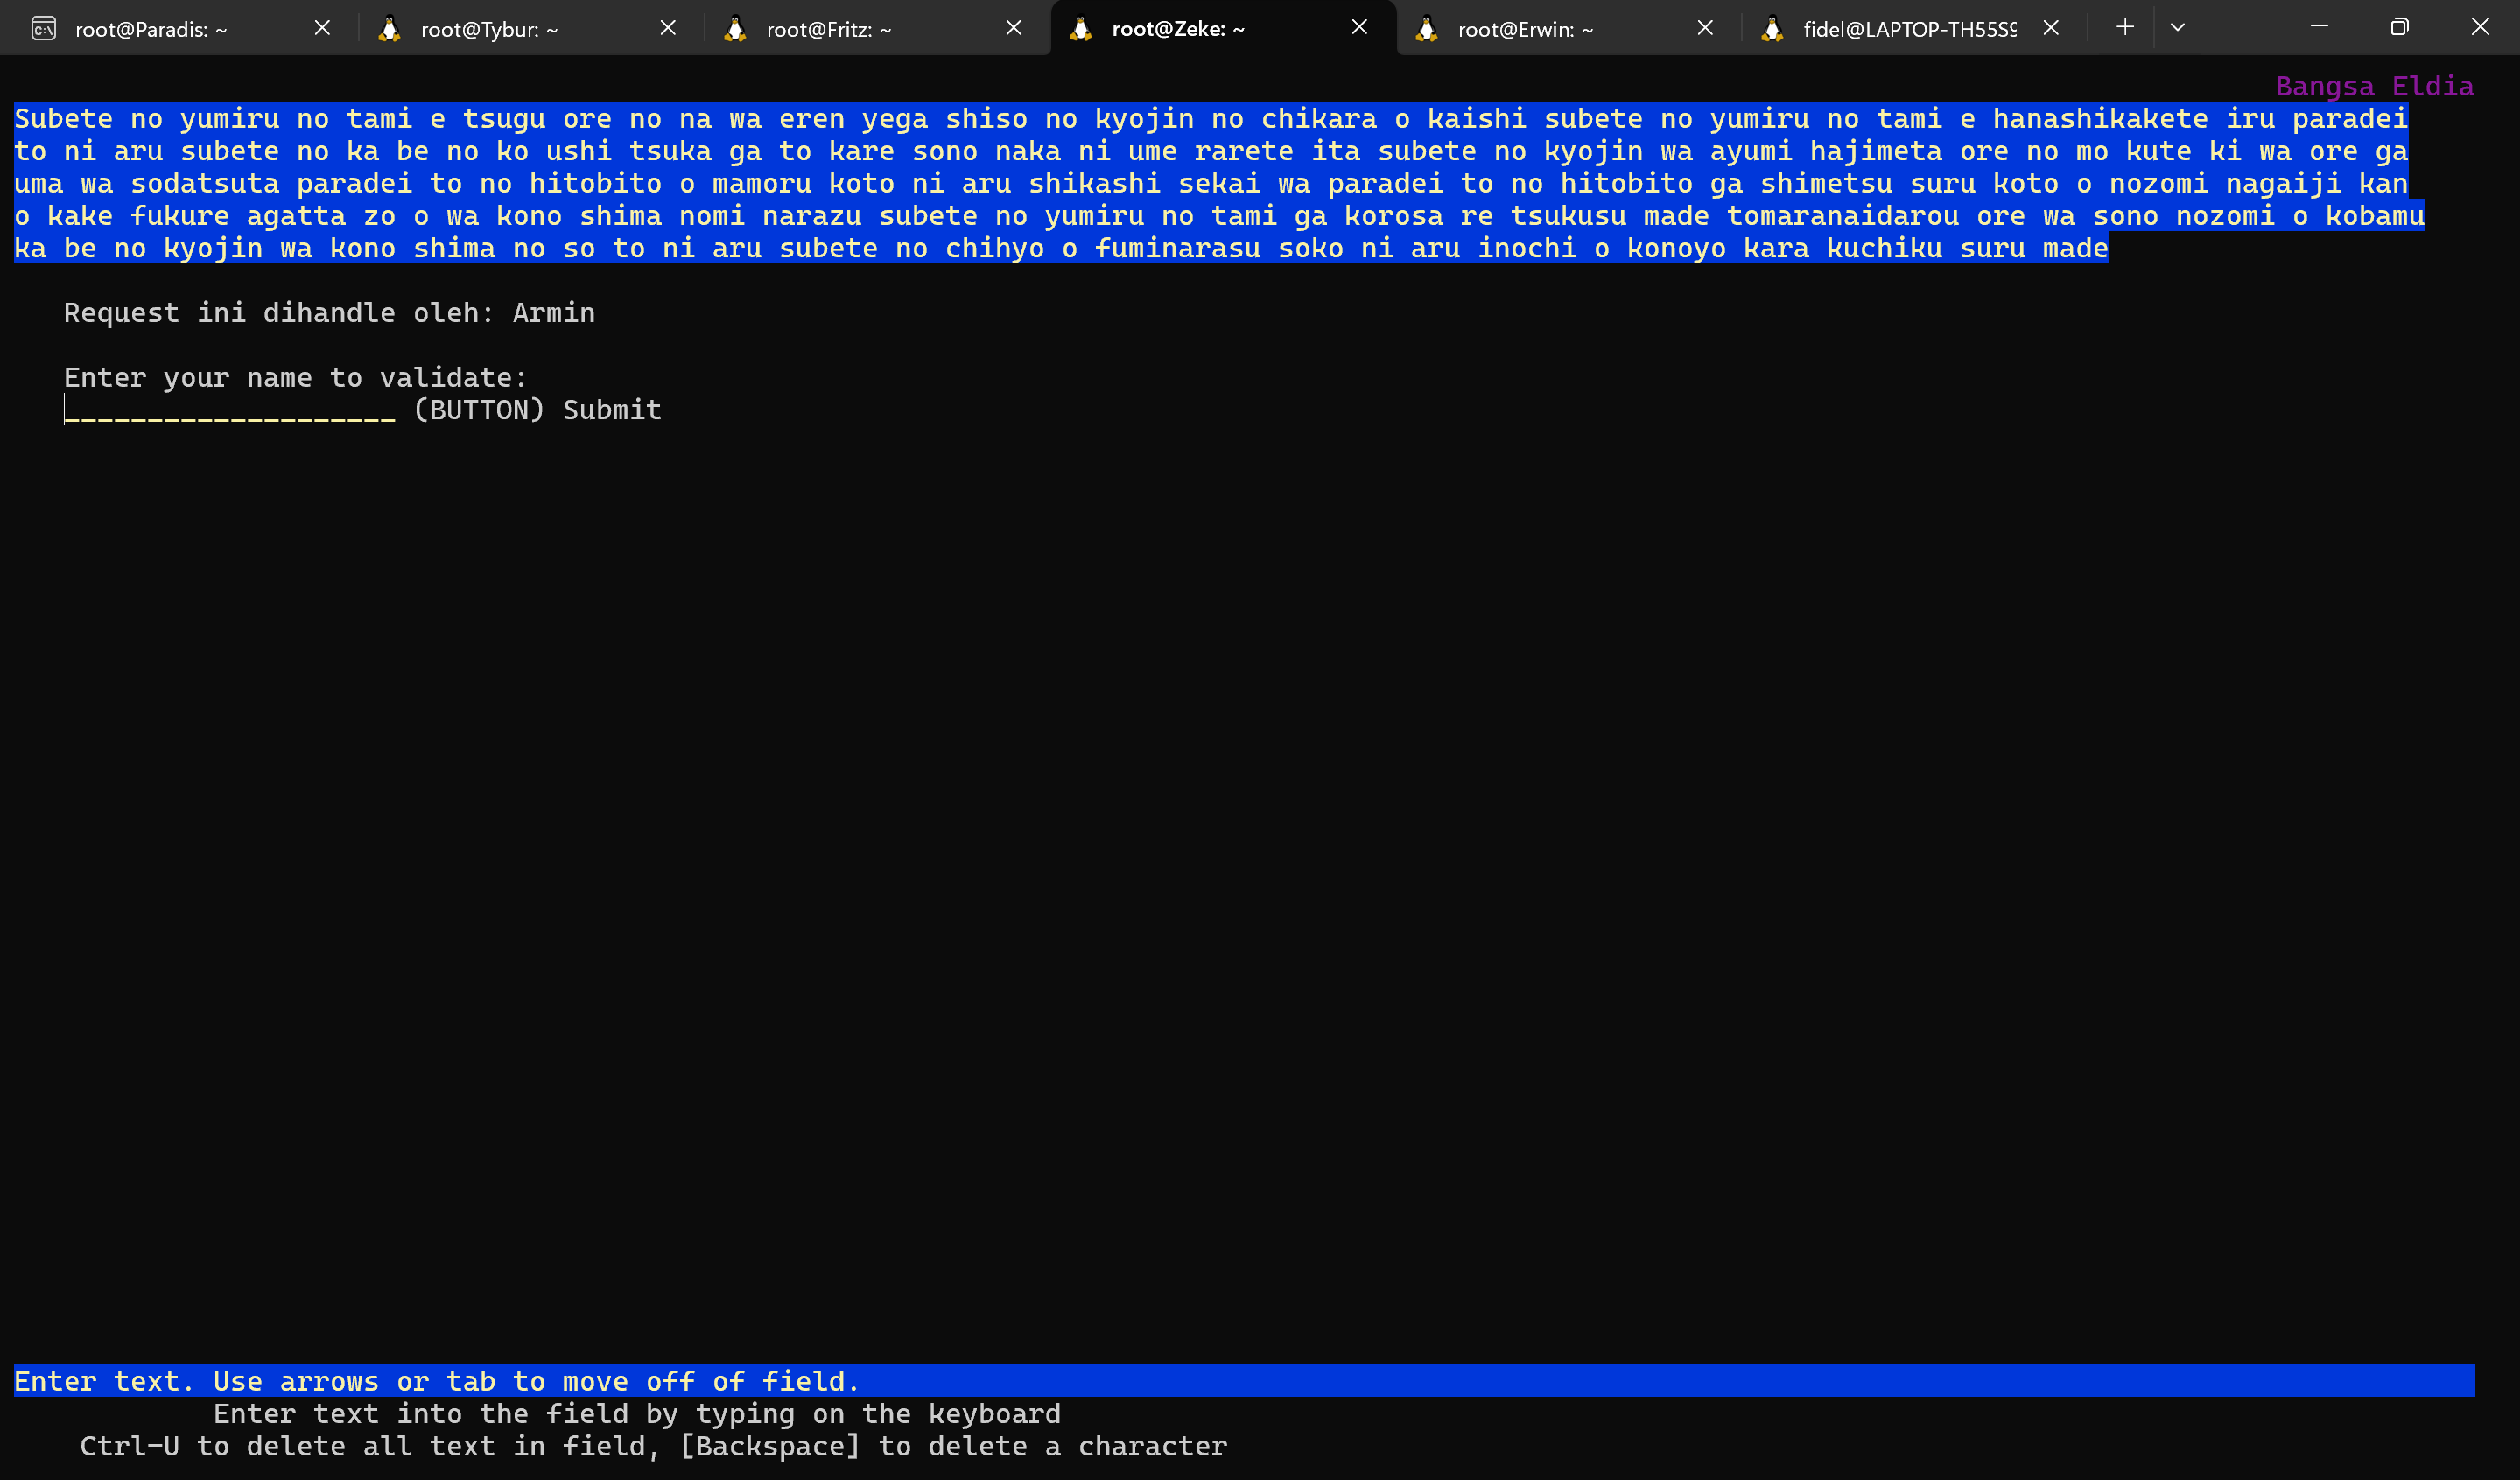 root@Paradis: ~ root@Tybur: ~ root@Fritz: ~ root@Zeke: ~ root@Erwin: ~ fidel@LAPTOP-TH55S9
Bangsa Eldia
Subete no yumiru no tami e tsugu ore no na wa eren yega shiso no kyojin no chikara o kaishi subete no yumiru no tami e hanashikakete iru paradei
to ni aru subete no ka be no ko ushi tsuka ga to kare sono naka ni ume rarete ita subete no kyojin wa ayumi hajimeta ore no mo kute ki wa ore ga
uma wa sodatsuta paradei to no hitobito o mamoru koto ni aru shikashi sekai wa paradei to no hitobito ga shimetsu suru koto o nozomi nagaiji kan
o kake fukure agatta zo o wa kono shima nomi narazu subete no yumiru no tami ga korosa re tsukusu made tomaranaidarou ore wa sono nozomi o kobamu
ka be no kyojin wa kono shima no so to ni aru subete no chihyo o fuminarasu soko ni aru inochi o konoyo kara kuchiku suru made
Request ini dihandle oleh: Armin
Enter your name to validate:
____________________ (BUTTON) Submit
Enter text. Use arrows or tab to move off of field.
Enter text into the field by typing on the keyboard
Ctrl-U to delete all text in field, [Backspace] to delete a character